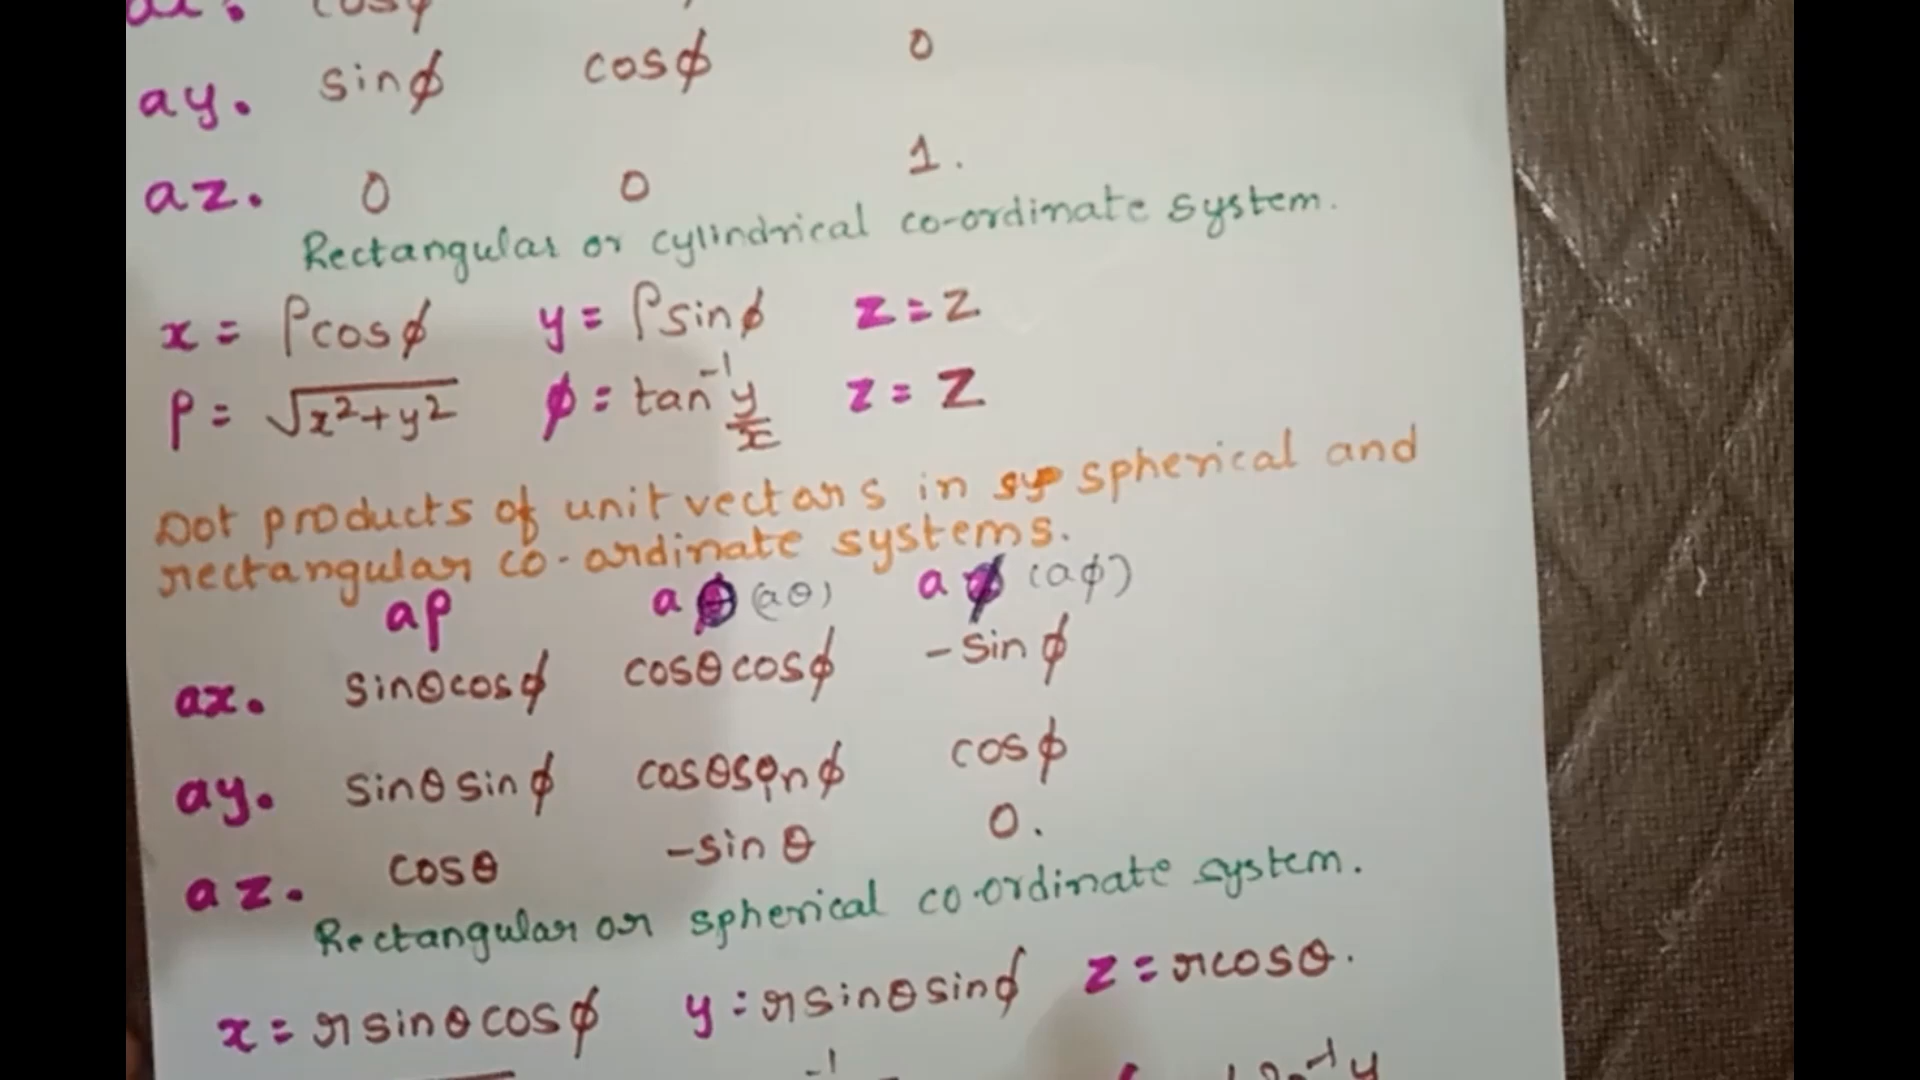 cosϕ
ay. sinϕ cosϕ 0
az. 0 0 1.
Rectangular or cylindrical co-ordinate system.
x = ρcosϕ y = ρsinϕ z = z
ρ = √x²+y² ϕ = tan⁻¹ y/x z = z
Dot products of unit vectors in sp spherical and
rectangular co-ordinate systems.
aρ aθ (aθ) aϕ (aϕ)
ax. sinθcosϕ cosθcosϕ -sinϕ
ay. sinθsinϕ cosθsinϕ cosϕ
az. cosθ -sinθ 0.
Rectangular or spherical co-ordinate system.
x = rsinθcosϕ y = rsinθsinϕ z = rcosθ.